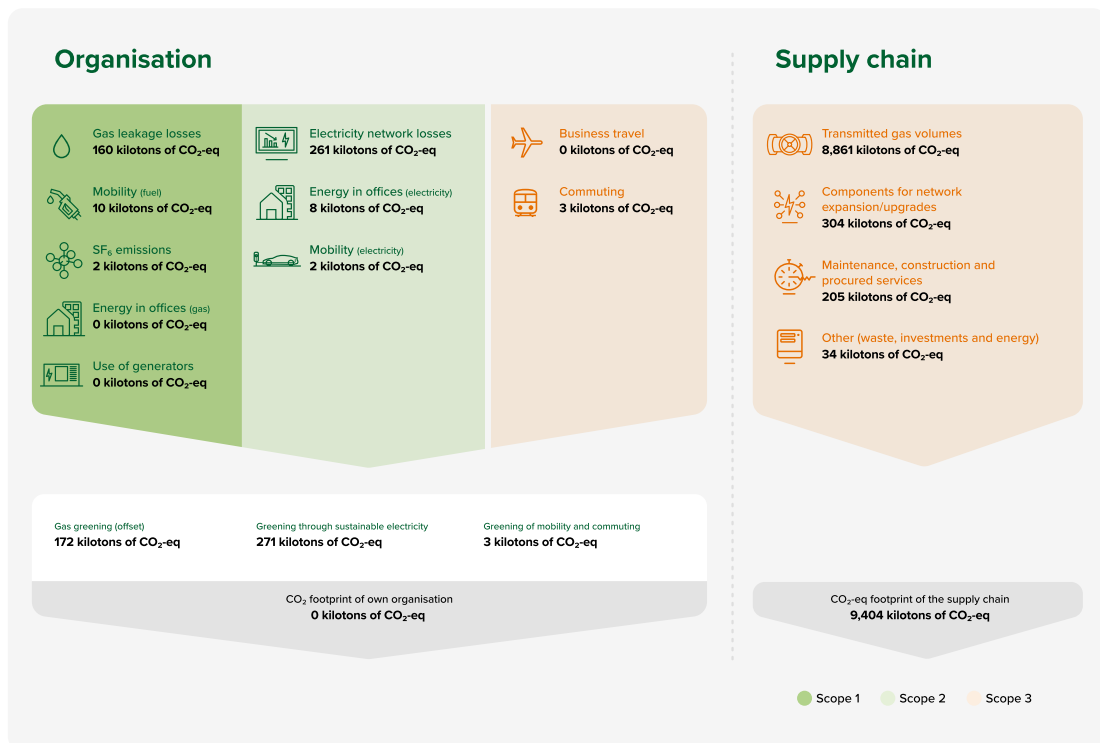 Organisation
Gas leakage losses
160 kilotons of CO₂-eq
Mobility (fuel)
10 kilotons of CO₂-eq
SF₆ emissions
2 kilotons of CO₂-eq
Energy in offices (gas)
0 kilotons of CO₂-eq
Use of generators
0 kilotons of CO₂-eq
Electricity network losses
261 kilotons of CO₂-eq
Energy in offices (electricity)
8 kilotons of CO₂-eq
Mobility (electricity)
2 kilotons of CO₂-eq
Business travel
0 kilotons of CO₂-eq
Commuting
3 kilotons of CO₂-eq
Gas greening (offset)
172 kilotons of CO₂-eq
Greening through sustainable electricity
271 kilotons of CO₂-eq
Greening of mobility and commuting
3 kilotons of CO₂-eq
CO₂ footprint of own organisation
0 kilotons of CO₂-eq
Supply chain
Transmitted gas volumes
8,861 kilotons of CO₂-eq
Components for network
expansion/upgrades
304 kilotons of CO₂-eq
Maintenance, construction and
procured services
205 kilotons of CO₂-eq
Other (waste, investments and energy)
34 kilotons of CO₂-eq
CO₂-eq footprint of the supply chain
9,404 kilotons of CO₂-eq
Scope 1
Scope 2
Scope 3